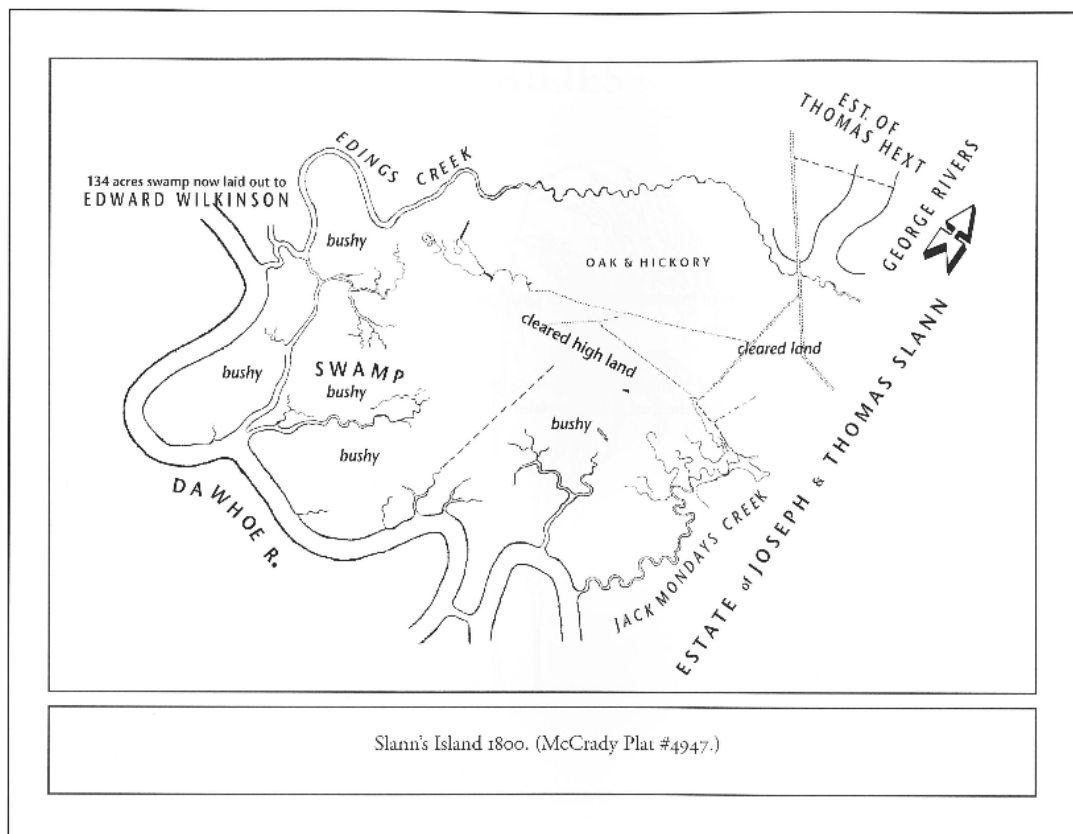 EST. OF
THOMAS HEXT
GEORGE RIVERS
EDINGS CREEK
134 acres swamp now laid out to
EDWARD WILKINSON
bushy
OAK & HICKORY
cleared high land
cleared land
bushy
SWAMP
bushy
bushy
bushy
DAWHOE R.
JACK MONDAYS CREEK
ESTATE of JOSEPH & THOMAS SLANN
Slann's Island 1800. (McCrady Plat #4947.)